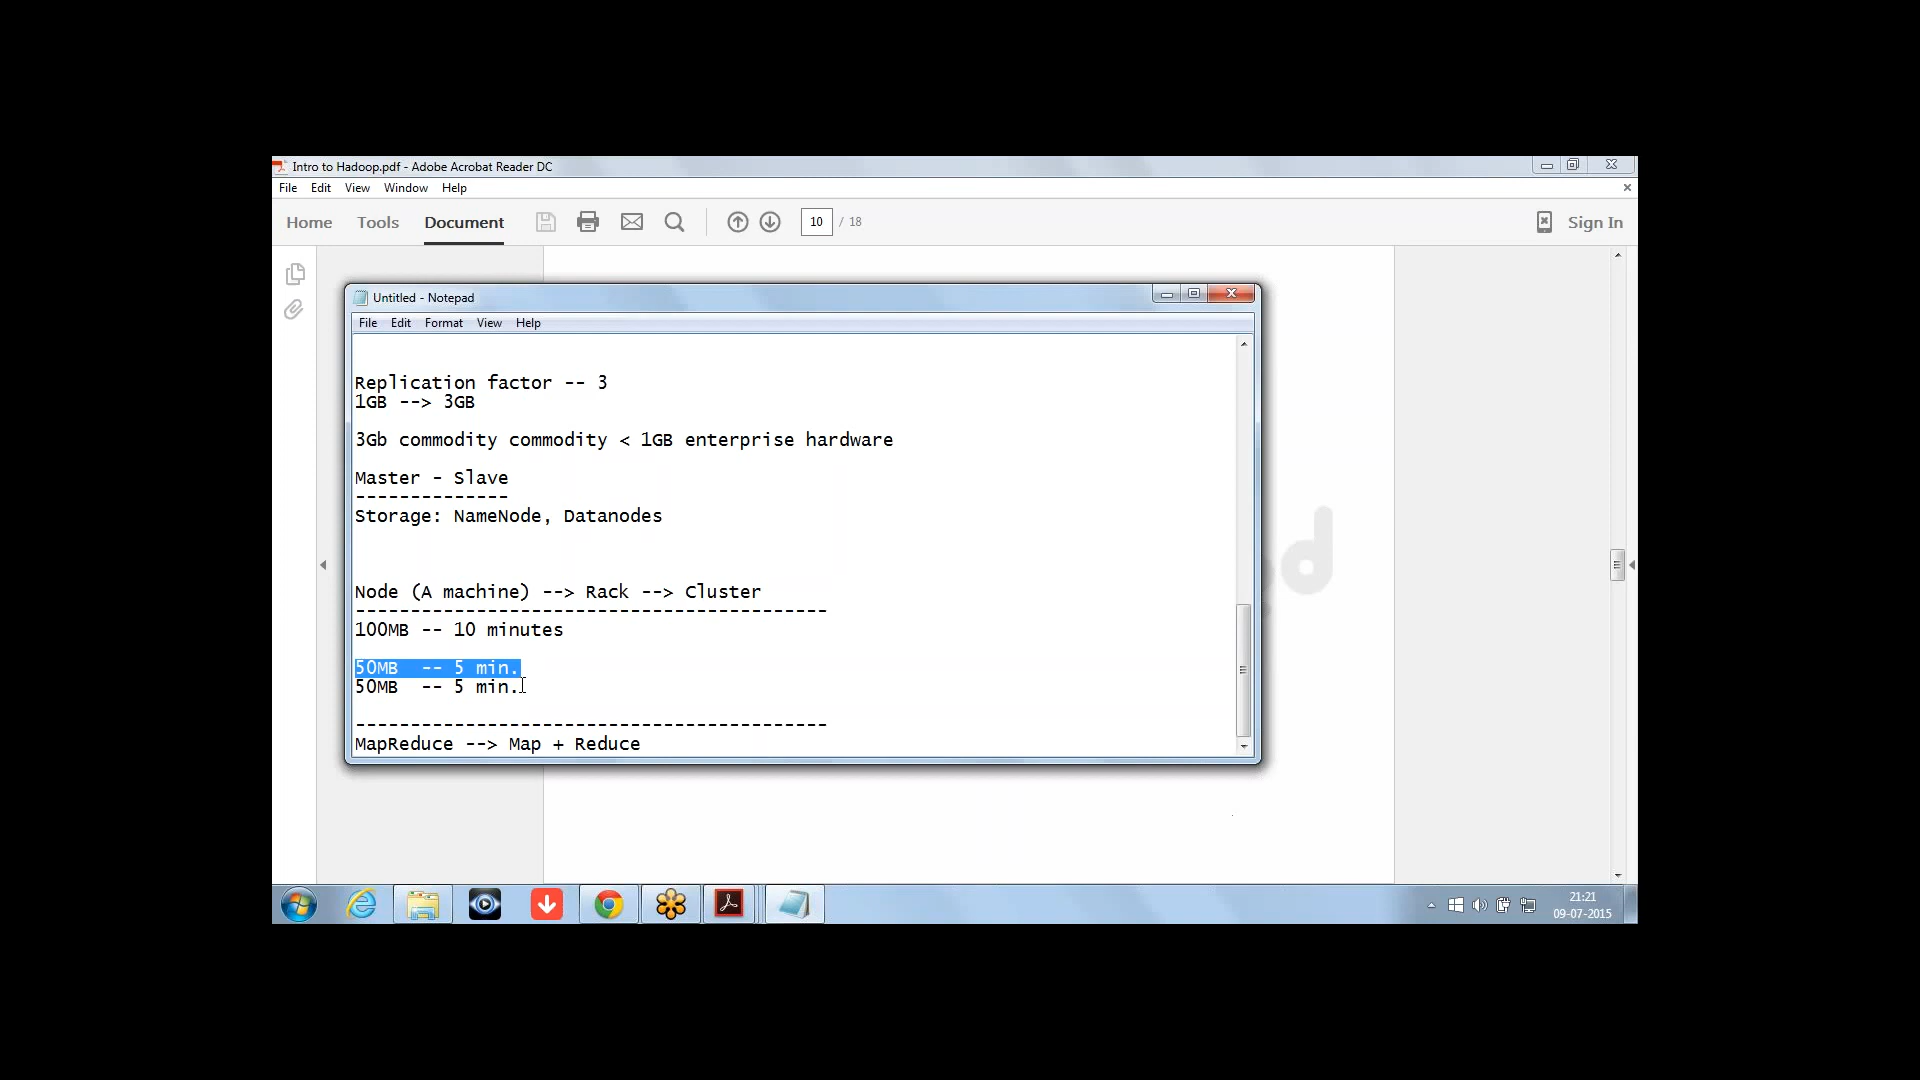 Intro to Hadoop.pdf - Adobe Acrobat Reader DC
File Edit View Window Help
Home Tools Document 10 / 18 Sign In
Untitled - Notepad
File Edit Format View Help
Replication factor -- 3
1GB --> 3GB
3Gb commodity commodity < 1GB enterprise hardware
Master - Slave
--------------
Storage: NameNode, Datanodes
Node (A machine) --> Rack --> Cluster
-------------------------------------------
100MB -- 10 minutes
50MB  -- 5 min.
50MB  -- 5 min.
-------------------------------------------
MapReduce --> Map + Reduce
21:21
09-07-2015